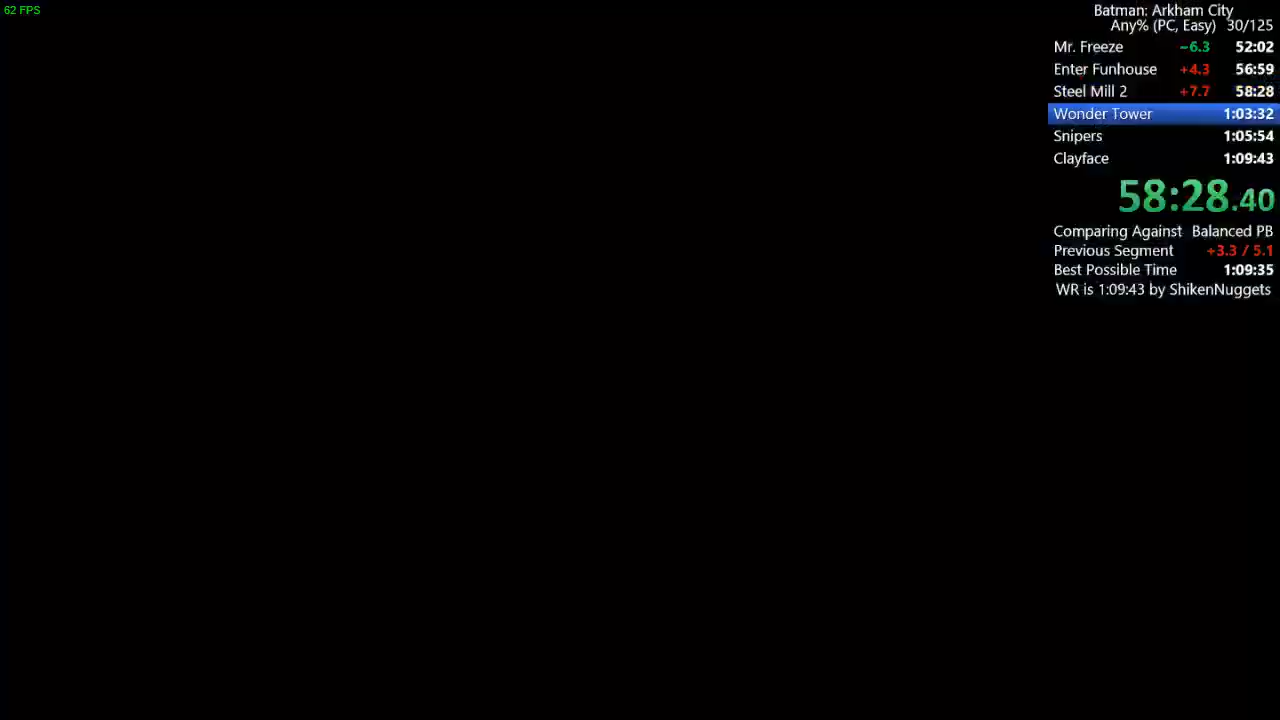 62 FPS
Batman: Arkham City
Any% (PC, Easy) 30/125
Mr. Freeze -6.3 52:02
Enter Funhouse +4.3 56:59
Steel Mill 2 +7.7 58:28
Wonder Tower 1:03:32
Snipers 1:05:54
Clayface 1:09:43
58:28.40
Comparing Against Balanced PB
Previous Segment +3.3 / 5.1
Best Possible Time 1:09:35
WR is 1:09:43 by ShikenNuggets